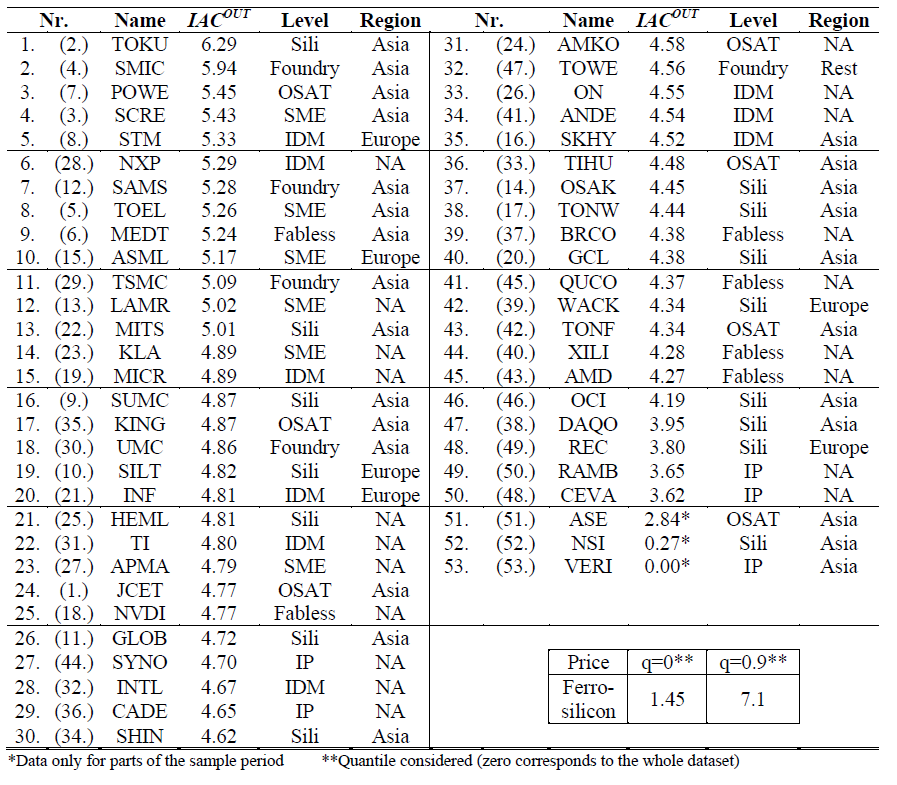 Nr. Name IAC^OUT Level Region Nr. Name IAC^OUT Level Region
1. (2.) TOKU 6.29 Sili Asia 31. (24.) AMKO 4.58 OSAT NA
2. (4.) SMIC 5.94 Foundry Asia 32. (47.) TOWE 4.56 Foundry Rest
3. (7.) POWE 5.45 OSAT Asia 33. (26.) ON 4.55 IDM NA
4. (3.) SCRE 5.43 SME Asia 34. (41.) ANDE 4.54 IDM NA
5. (8.) STM 5.33 IDM Europe 35. (16.) SKHY 4.52 IDM Asia
6. (28.) NXP 5.29 IDM NA 36. (33.) TIHU 4.48 OSAT Asia
7. (12.) SAMS 5.28 Foundry Asia 37. (14.) OSAK 4.45 Sili Asia
8. (5.) TOEL 5.26 SME Asia 38. (17.) TONW 4.44 Sili Asia
9. (6.) MEDT 5.24 Fabless Asia 39. (37.) BRCO 4.38 Fabless NA
10. (15.) ASML 5.17 SME Europe 40. (20.) GCL 4.38 Sili Asia
11. (29.) TSMC 5.09 Foundry Asia 41. (45.) QUCO 4.37 Fabless NA
12. (13.) LAMR 5.02 SME NA 42. (39.) WACK 4.34 Sili Europe
13. (22.) MITS 5.01 Sili Asia 43. (42.) TONF 4.34 OSAT Asia
14. (23.) KLA 4.89 SME NA 44. (40.) XILI 4.28 Fabless NA
15. (19.) MICR 4.89 IDM NA 45. (43.) AMD 4.27 Fabless NA
16. (9.) SUMC 4.87 Sili Asia 46. (46.) OCI 4.19 Sili Asia
17. (35.) KING 4.87 OSAT Asia 47. (38.) DAQO 3.95 Sili Asia
18. (30.) UMC 4.86 Foundry Asia 48. (49.) REC 3.80 Sili Europe
19. (10.) SILT 4.82 Sili Europe 49. (50.) RAMB 3.65 IP NA
20. (21.) INF 4.81 IDM Europe 50. (48.) CEVA 3.62 IP NA
21. (25.) HEML 4.81 Sili NA 51. (51.) ASE 2.84* OSAT Asia
22. (31.) TI 4.80 IDM NA 52. (52.) NSI 0.27* Sili Asia
23. (27.) APMA 4.79 SME NA 53. (53.) VERI 0.00* IP Asia
24. (1.) JCET 4.77 OSAT Asia
25. (18.) NVDI 4.77 Fabless NA
26. (11.) GLOB 4.72 Sili Asia
27. (44.) SYNO 4.70 IP NA
28. (32.) INTL 4.67 IDM NA
29. (36.) CADE 4.65 IP NA
30. (34.) SHIN 4.62 Sili Asia
Price q=0** q=0.9**
Ferro-
silicon 1.45 7.1
*Data only for parts of the sample period **Quantile considered (zero corresponds to the whole dataset)